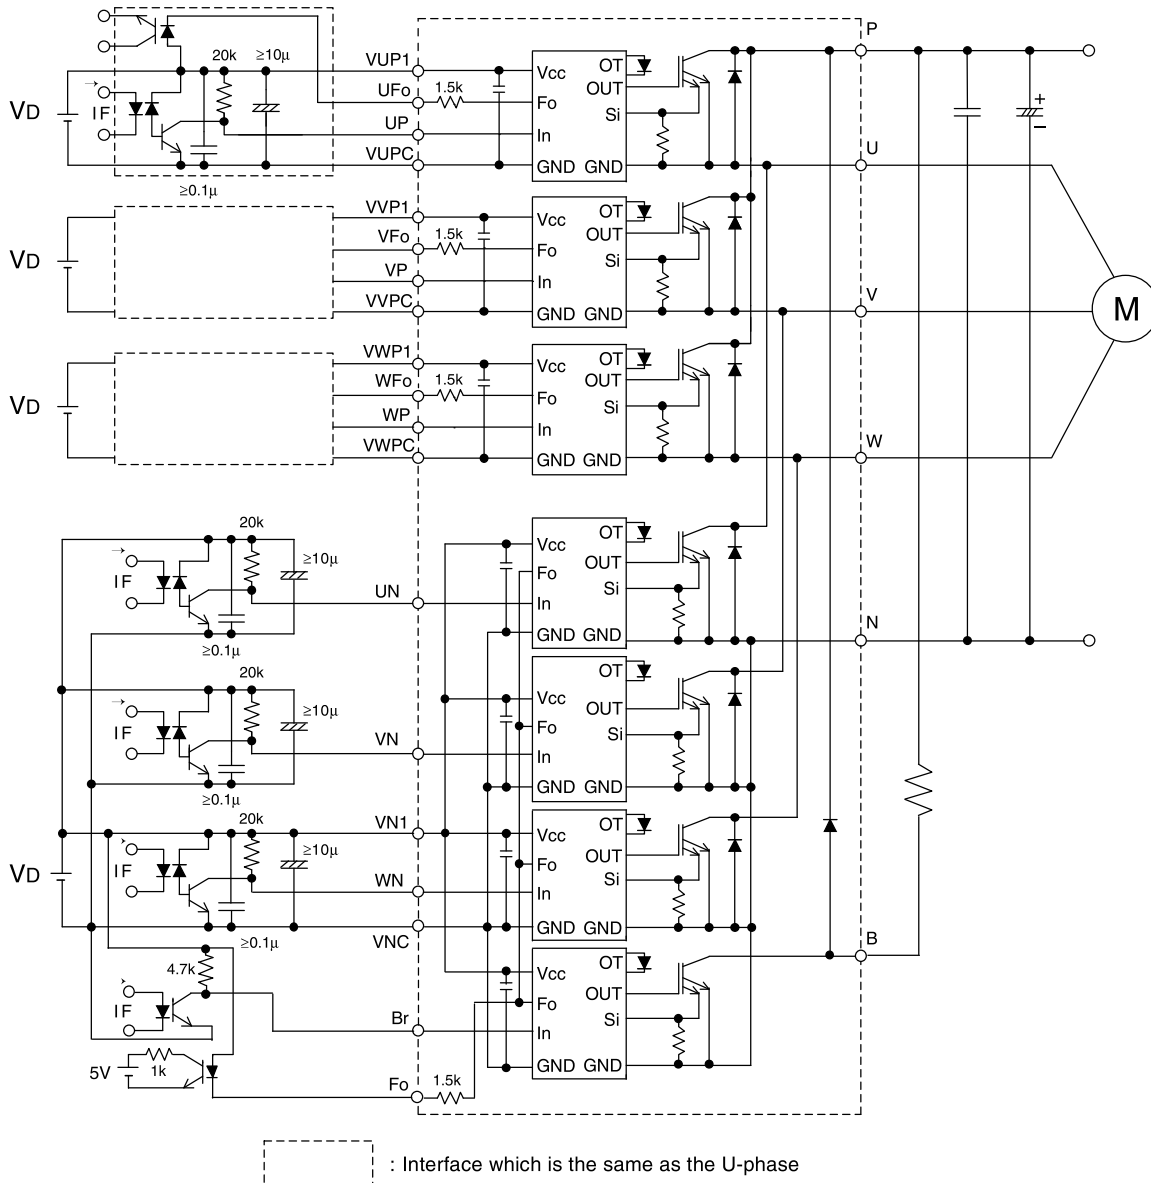 P
20k
≥10µ
VUP1
OT
Vcc
→
IF
UFo
1.5k
OUT
Fo
+
VD
UP
Si
In
–
VUPC
GND GND
U
≥0.1µ
VVP1
OT
Vcc
VFo
1.5k
OUT
Fo
VD
VP
Si
In
VVPC
GND GND
V
M
VWP1
OT
Vcc
WFo
1.5k
OUT
Fo
VD
WP
Si
In
VWPC
GND GND
W
20k
OT
Vcc
→
IF
≥10µ
OUT
Fo
UN
Si
In
GND GND
N
≥0.1µ
20k
OT
Vcc
→
IF
≥10µ
OUT
Fo
VN
Si
In
GND GND
≥0.1µ
20k
VN1
OT
Vcc
→
IF
≥10µ
OUT
Fo
VD
WN
Si
In
VNC
GND GND
≥0.1µ
B
4.7k
OT
Vcc
→
IF
OUT
Fo
Br
Si
In
GND GND
5V
1k
Fo
1.5k
: Interface which is the same as the U-phase